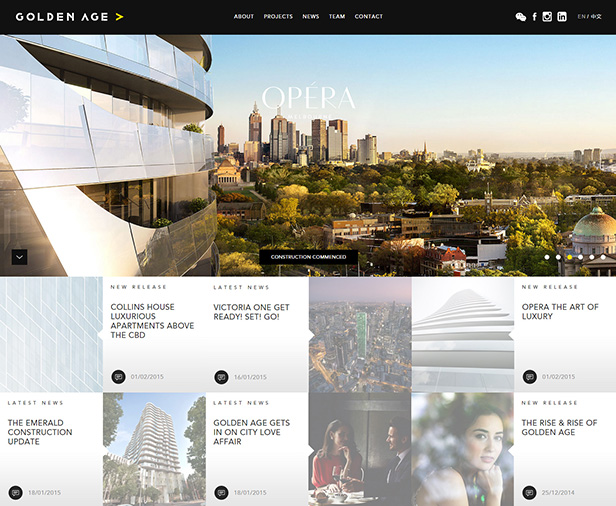 GOLDEN AGE >
ABOUT PROJECTS NEWS TEAM CONTACT
EN / 中文
OPÉRA
CONSTRUCTION COMMENCED
NEW RELEASE
COLLINS HOUSE
LUXURIOUS
APARTMENTS ABOVE
THE CBD
01/02/2015
LATEST NEWS
VICTORIA ONE GET
READY! SET! GO!
16/01/2015
NEW RELEASE
OPERA THE ART OF
LUXURY
01/02/2015
LATEST NEWS
THE EMERALD
CONSTRUCTION
UPDATE
18/01/2015
LATEST NEWS
GOLDEN AGE GETS
IN ON CITY LOVE
AFFAIR
18/01/2015
NEW RELEASE
THE RISE & RISE OF
GOLDEN AGE
25/12/2014